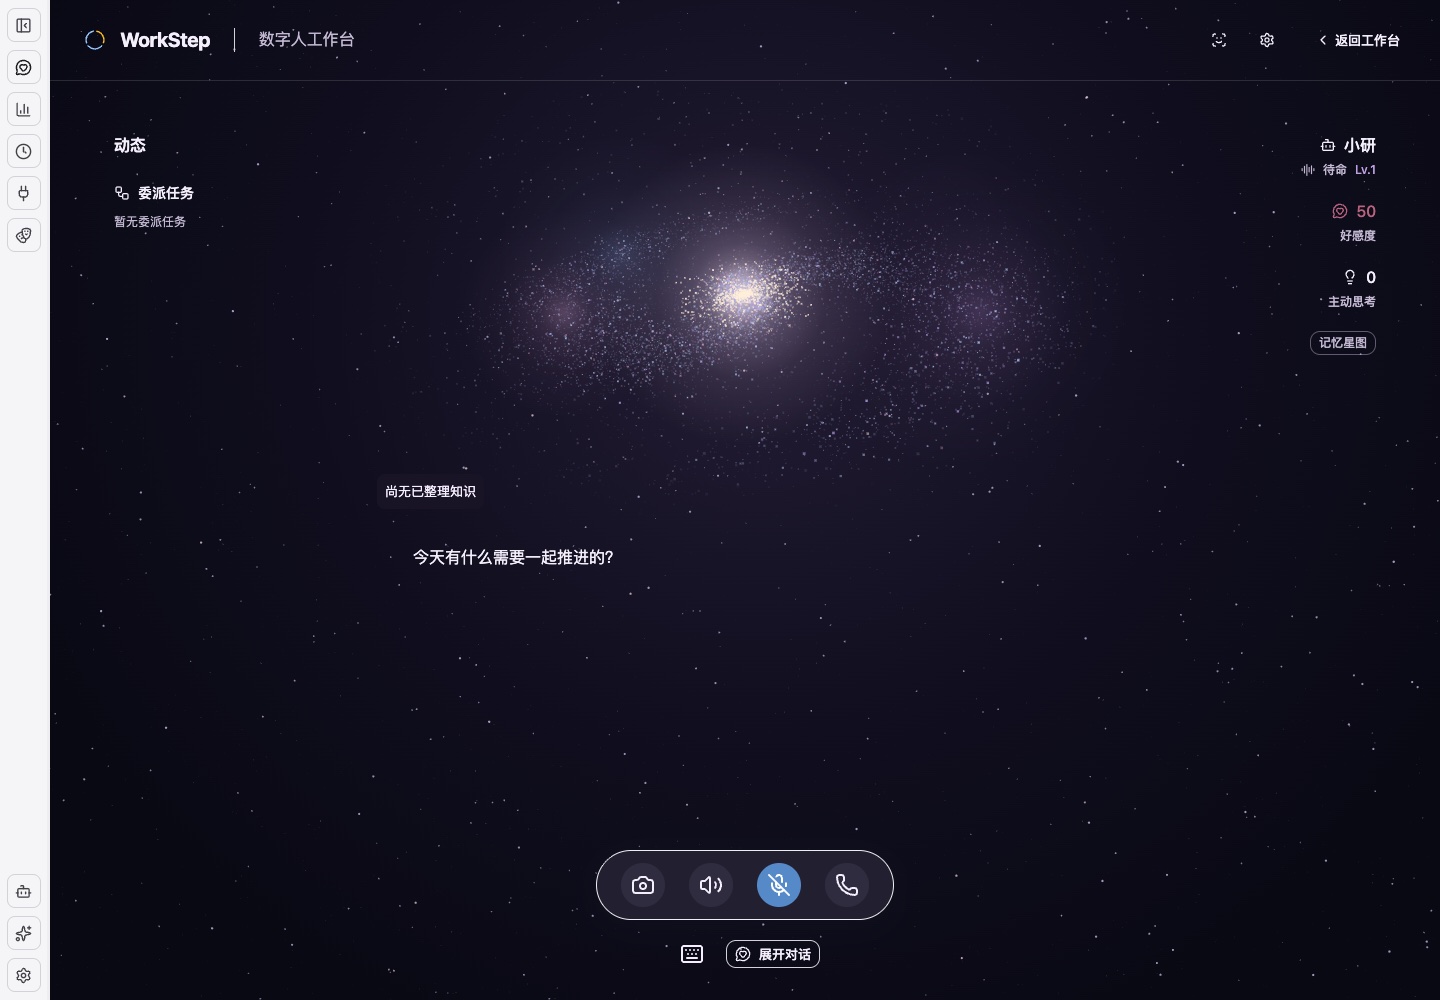 WorkStep
数字人工作台
返回工作台
动态
委派任务
暂无委派任务
小研
待命 Lv.1
50
好感度
0
主动思考
记忆星图
尚无已整理知识
今天有什么需要一起推进的?
展开对话